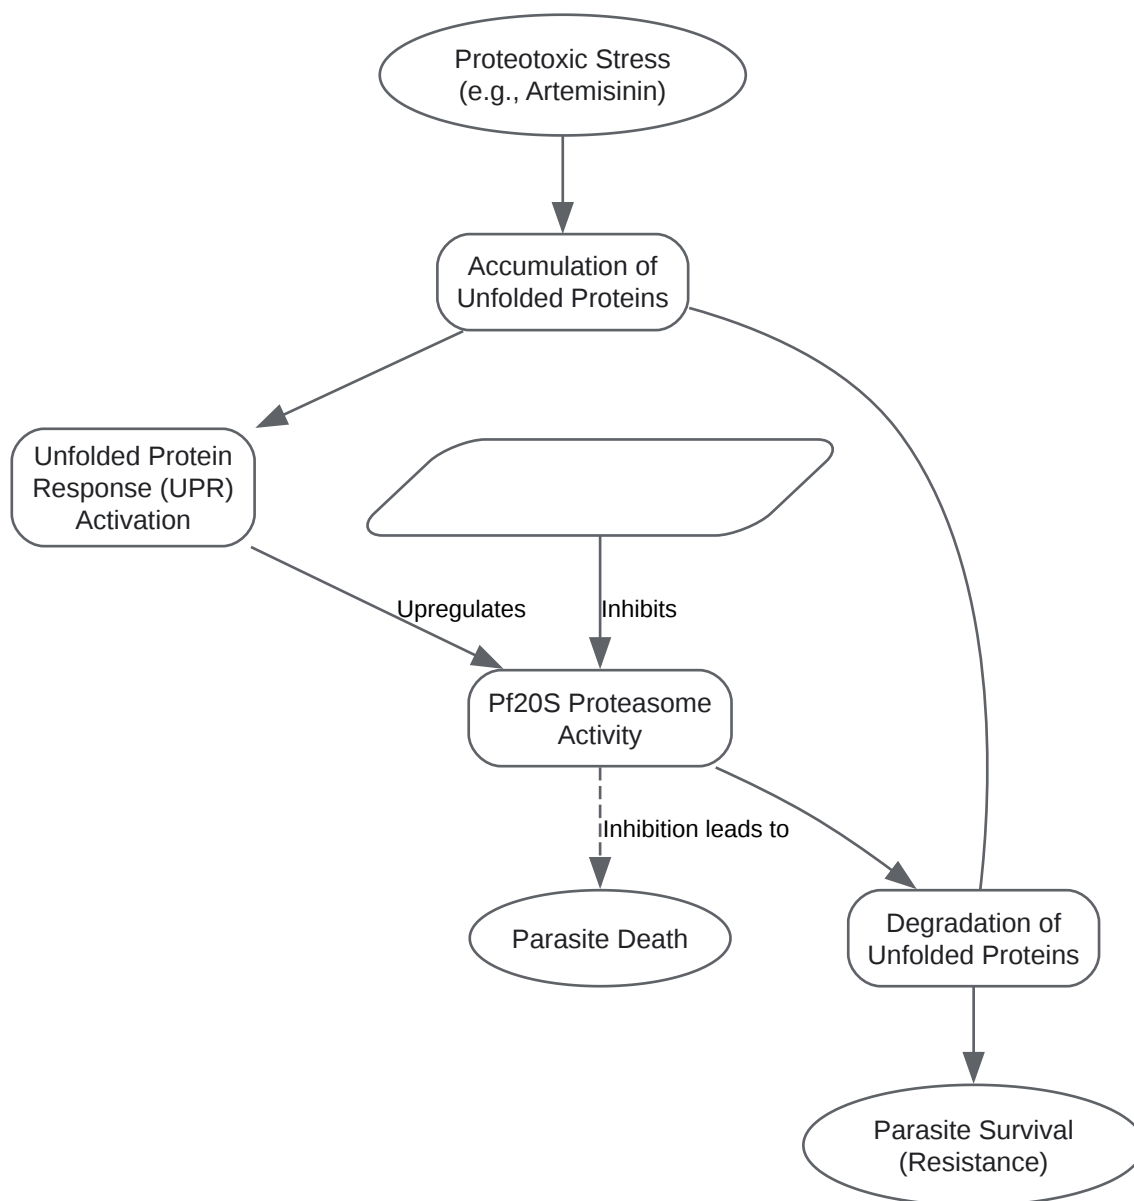 Proteotoxic Stress
(e.g., Artemisinin)
Accumulation of
Unfolded Proteins
Unfolded Protein
Response (UPR)
Activation
Upregulates
Inhibits
Pf20S Proteasome
Activity
Inhibition leads to
Parasite Death
Degradation of
Unfolded Proteins
Parasite Survival
(Resistance)